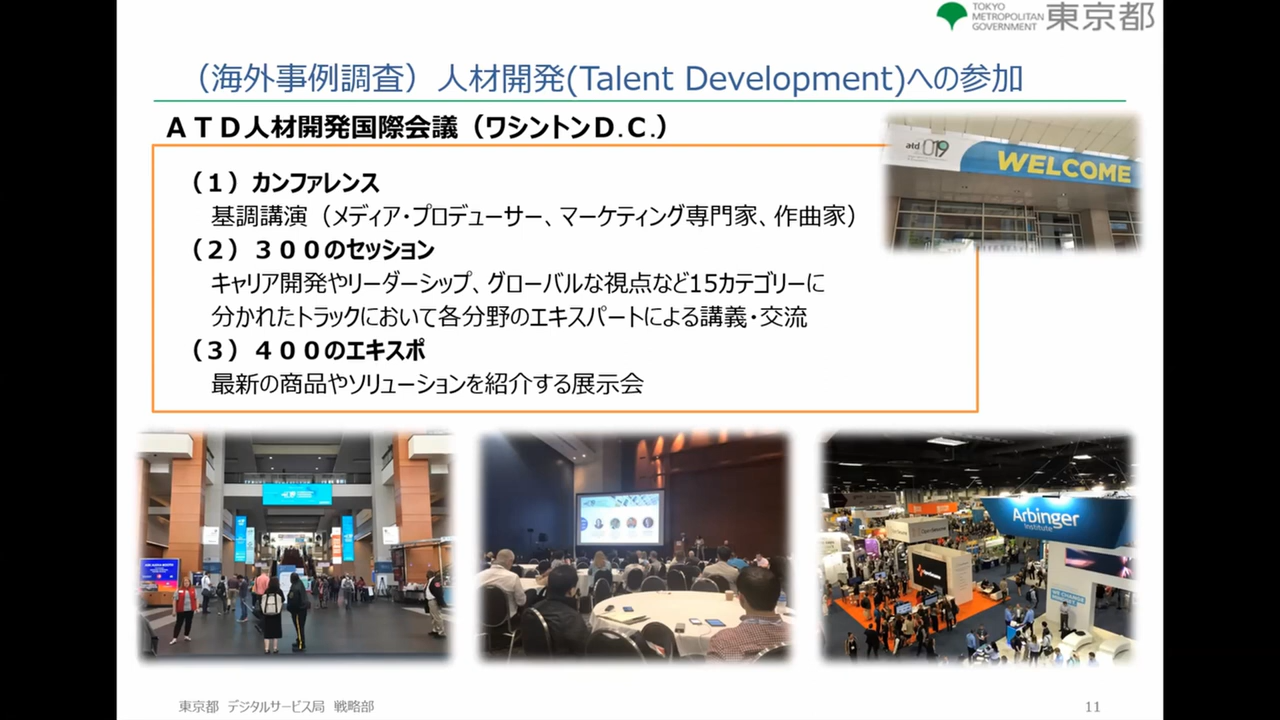 TOKYO
METROPOLITAN
GOVERNMENT
東京都
（海外事例調査）人材開発(Talent Development)への参加
ＡＴＤ人材開発国際会議（ワシントンＤ.Ｃ.）
（１）カンファレンス
基調講演（メディア・プロデューサー、マーケティング専門家、作曲家）
（２）３００のセッション
キャリア開発やリーダーシップ、グローバルな視点など15カテゴリーに
分かれたトラックにおいて各分野のエキスパートによる講義・交流
（３）４００のエキスポ
最新の商品やソリューションを紹介する展示会
atd
WELCOME
Arbinger
Institute
東京都 デジタルサービス局 戦略部
11